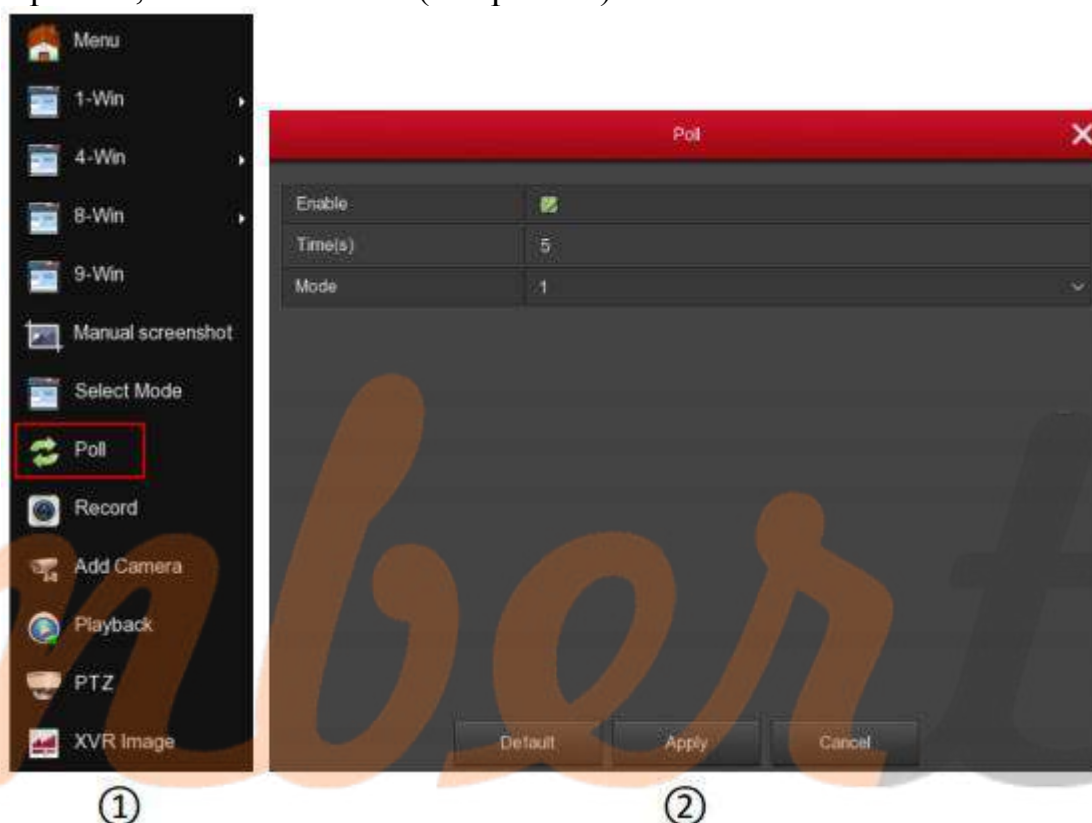 Menu
1-Win
4-Win
8-Win
9-Win
Manual screenshot
Select Mode
Poll
Record
Add Camera
Playback
PTZ
XVR Image
①
Poll
Enable
Time(s) 5
Mode 1
Default Apply Cancel
②